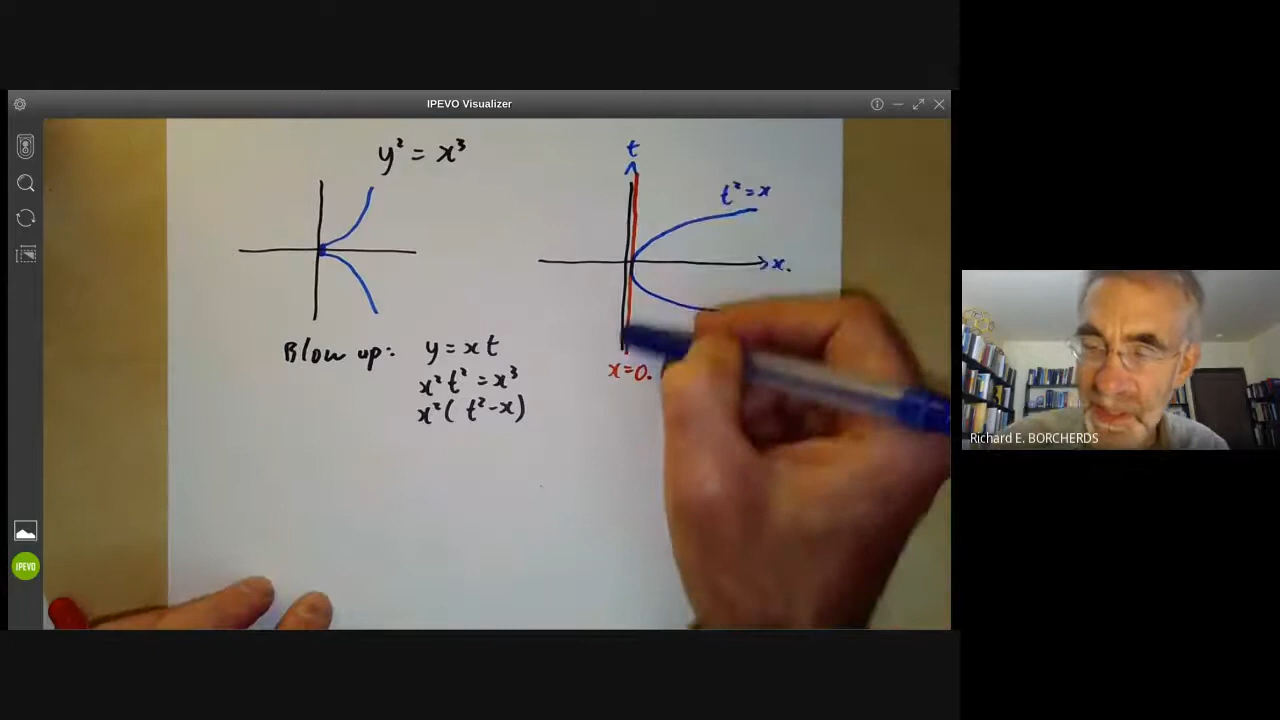 IPEVO Visualizer
y² = x³
t
t² = x
x.
Blow up: y = x t
x² t² = x³
x² ( t² - x )
x = 0.
Richard E. BORCHERDS
IPEVO